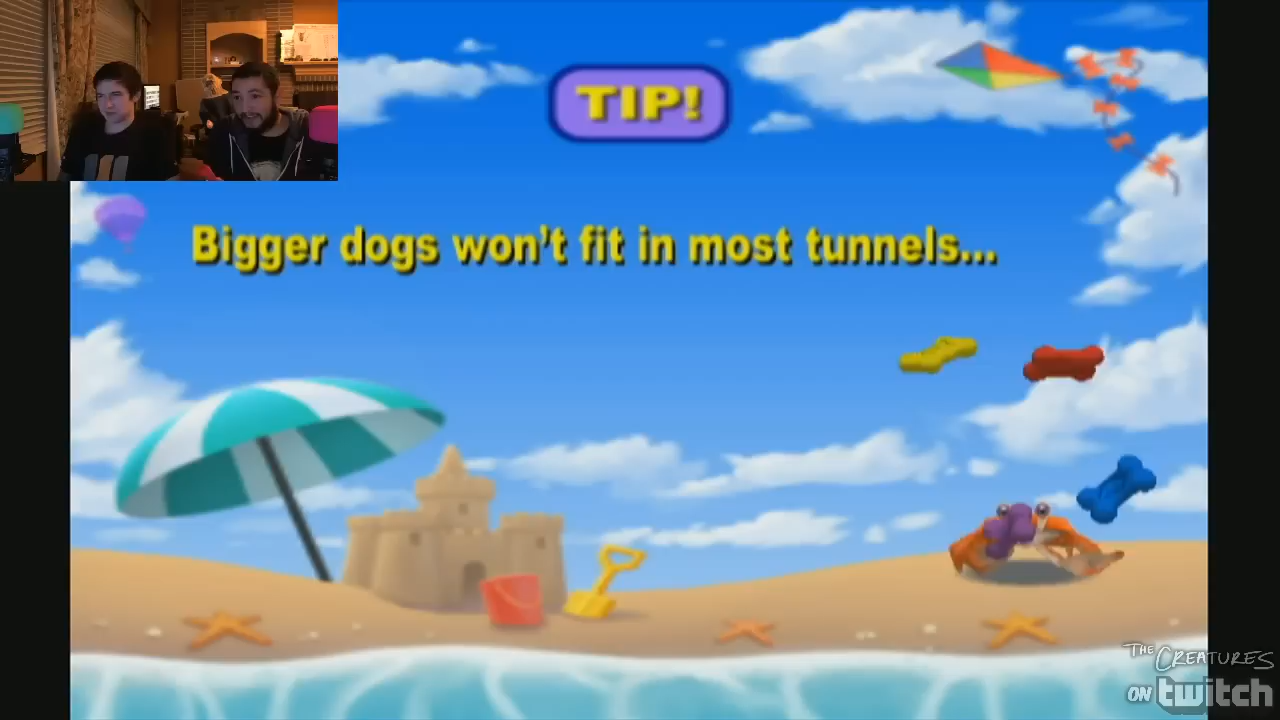 TIP!
Bigger dogs won't fit in most tunnels...
THE CREATURES
ON twitch